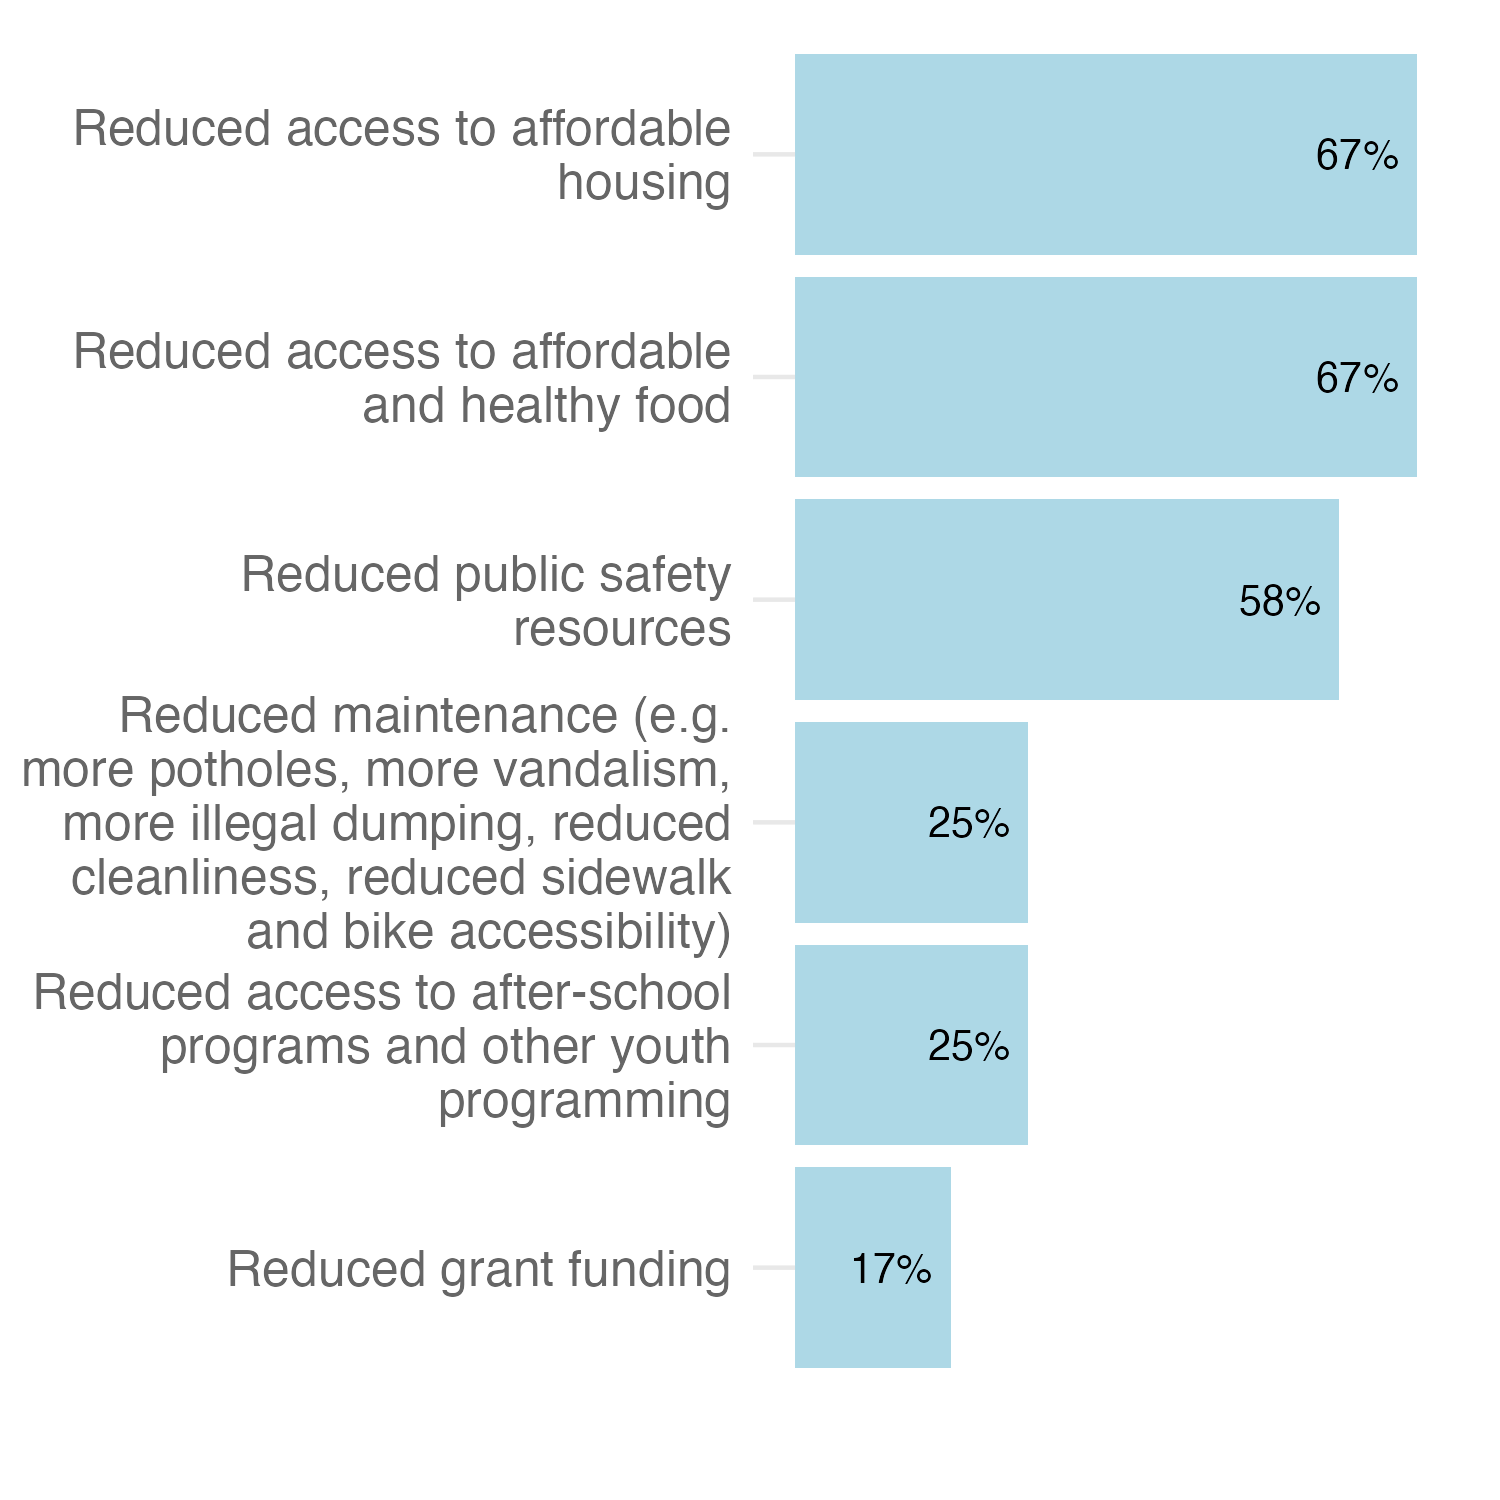 Reduced access to affordable
housing
67%
Reduced access to affordable
and healthy food
67%
Reduced public safety
resources
58%
Reduced maintenance (e.g.
more potholes, more vandalism,
more illegal dumping, reduced
cleanliness, reduced sidewalk
and bike accessibility)
25%
Reduced access to after-school
programs and other youth
programming
25%
Reduced grant funding
17%